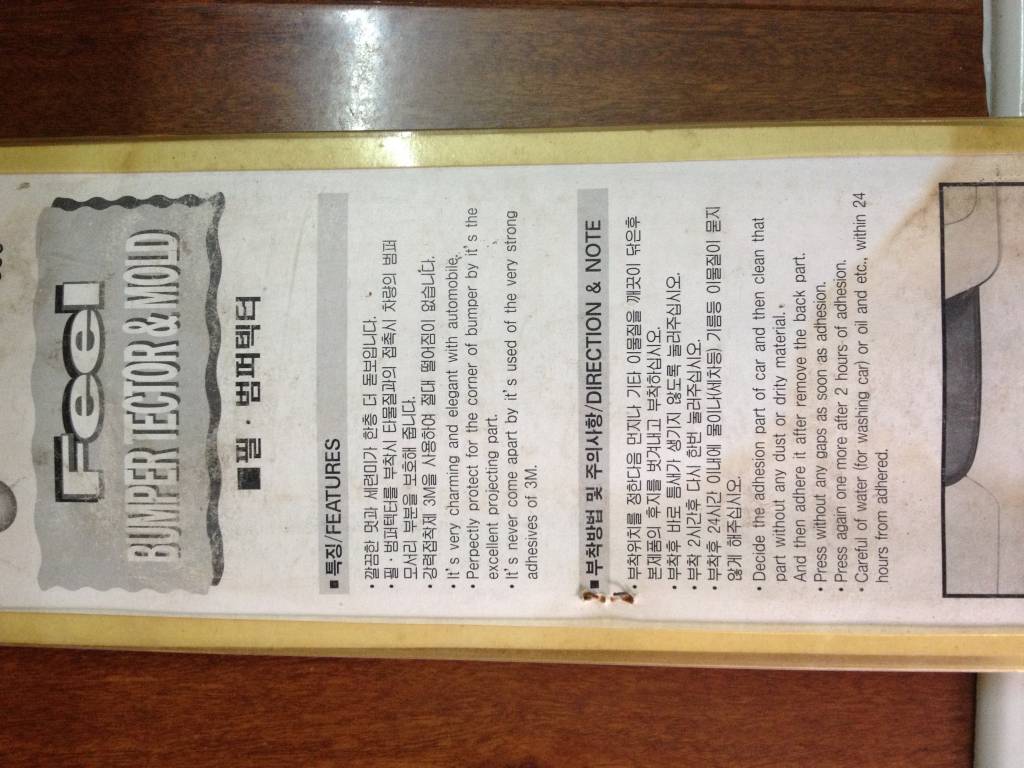 Feel
BUMPER TECTOR & MOLD
■필·범퍼텍터
■ 특징/FEATURES
• 깔끔한 멋과 세련미가 한층 더 돋보입니다.
• 필·범퍼텍터를 부착시 타물질과의 접촉시 차량의 범퍼
모서리 부분을 보호해 줍니다.
• 강력접착제 3M을 사용하여 절대 떨어짐이 없습니다.
• It's very charming and elegant with automobile.
• Perpectly protect for the corner of bumper by it's the
excellent projecting part.
• It's never come apart by it's used of the very strong
adhesives of 3M.
■ 부착방법 및 주의사항/DIRECTION & NOTE
• 부착위치를 정한다음 먼지나 기타 이물질을 깨끗이 닦은후
본제품의 후지를 벗겨내고 부착하십시오.
• 부착후 바로 틈새가 생기지 않도록 눌러주십시오.
• 부착 2시간후 다시 한번 눌러주십시오.
• 부착후 24시간 이내에 물이나(세차등) 기름등 이물질이 묻지
않게 해주십시오.
• Decide the adhesion part of car and then clean that
part without any dust or drity material.
And then adhere it after remove the back part.
• Press without any gaps as soon as adhesion.
• Press again one more after 2 hours of adhesion.
• Careful of water (for washing car) or oil and etc., within 24
hours from adhered.